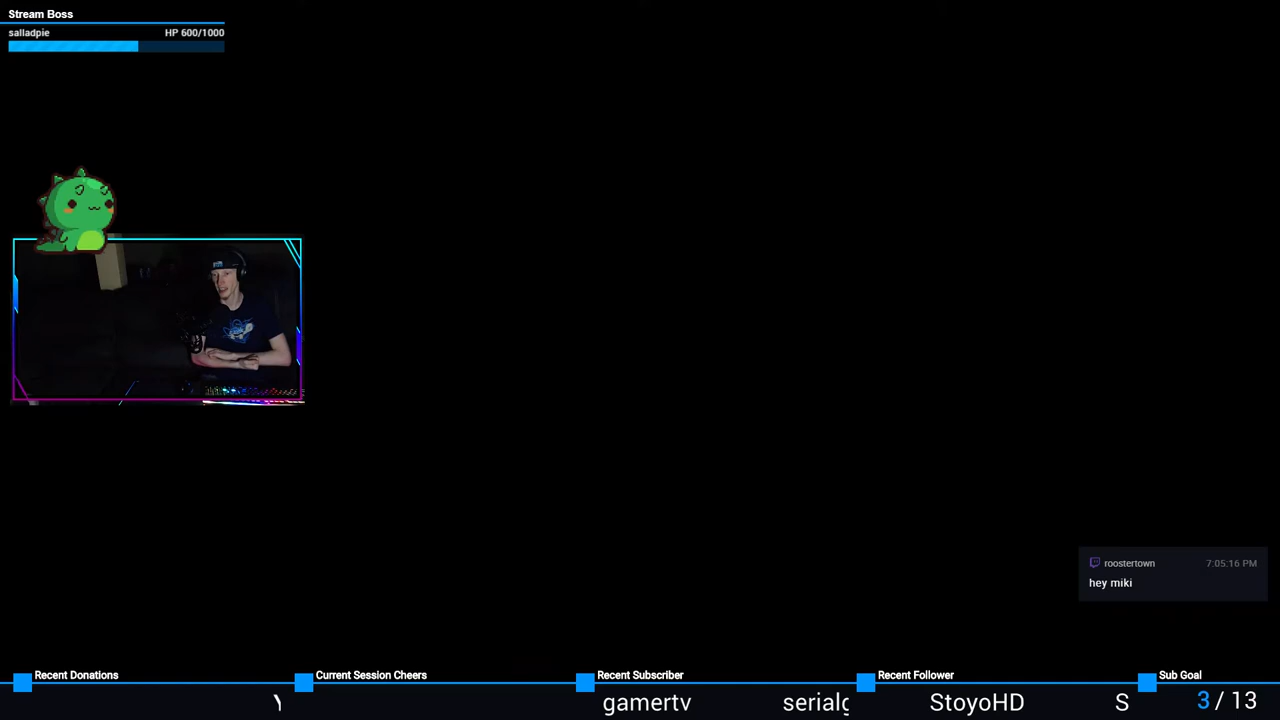 Stream Boss
salladpie HP 600/1000
roostertown 7:05:16 PM
hey miki
Recent Donations
Current Session Cheers
Recent Subscriber
gamertv
Recent Follower
StoyoHD S
Sub Goal
3 / 13